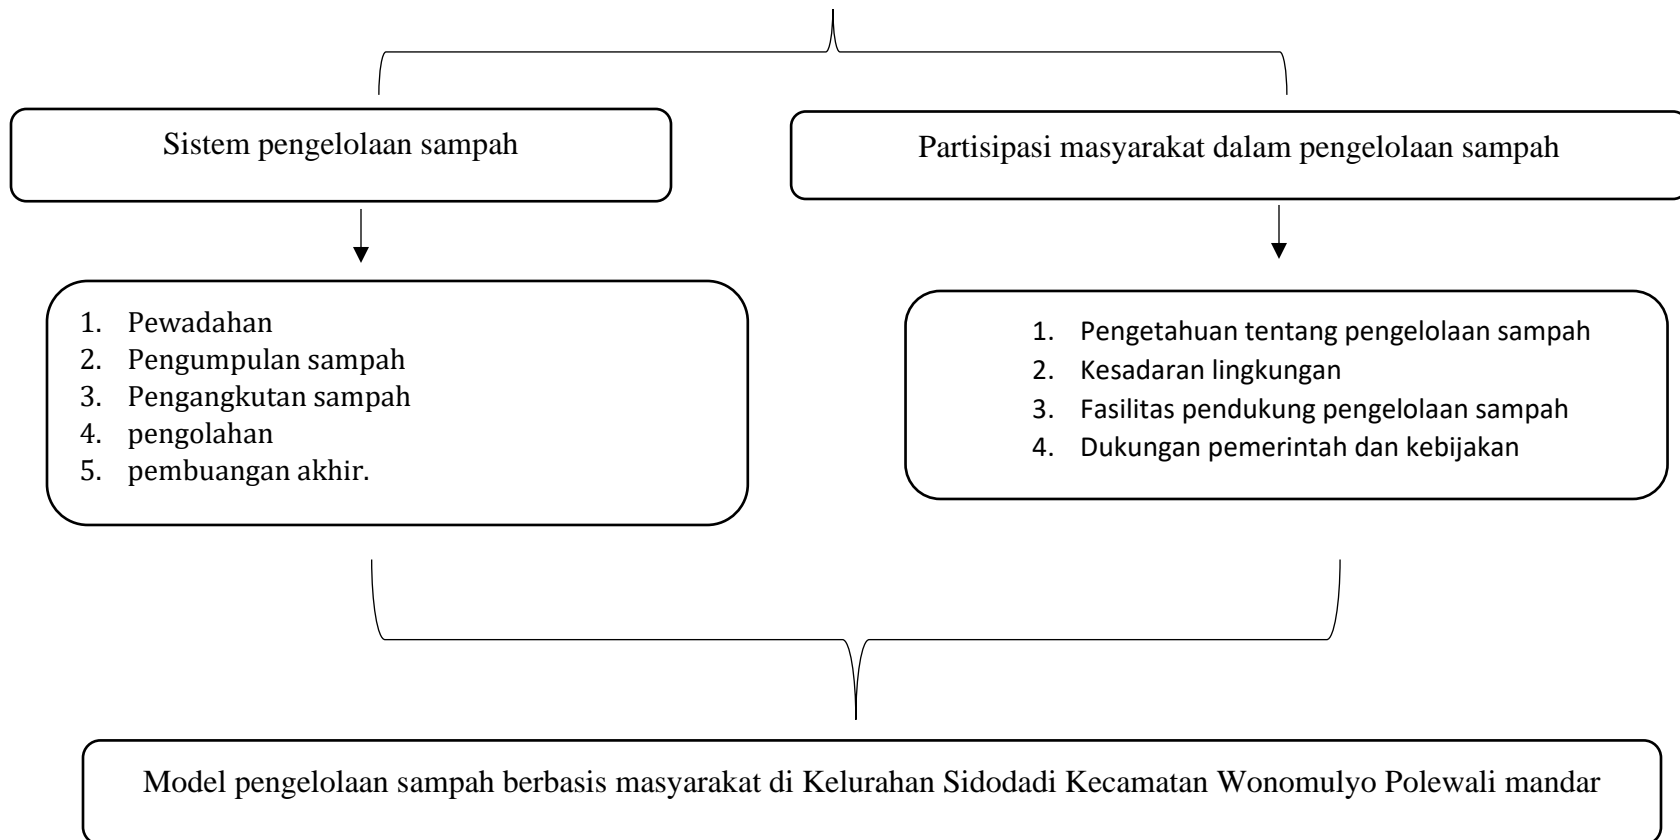 Sistem pengelolaan sampah
Partisipasi masyarakat dalam pengelolaan sampah
1. Pewadahan
2. Pengumpulan sampah
3. Pengangkutan sampah
4. pengolahan
5. pembuangan akhir.
1. Pengetahuan tentang pengelolaan sampah
2. Kesadaran lingkungan
3. Fasilitas pendukung pengelolaan sampah
4. Dukungan pemerintah dan kebijakan
Model pengelolaan sampah berbasis masyarakat di Kelurahan Sidodadi Kecamatan Wonomulyo Polewali mandar